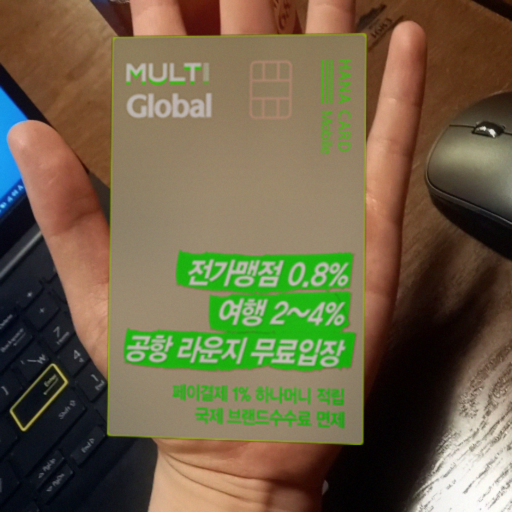 MULTI
Global
HANA CARD
전가맹점 0.8%
여행 2~4%
공항 라운지 무료입장
페이결제 1% 하나머니 적립
국제 브랜드수수료 면제